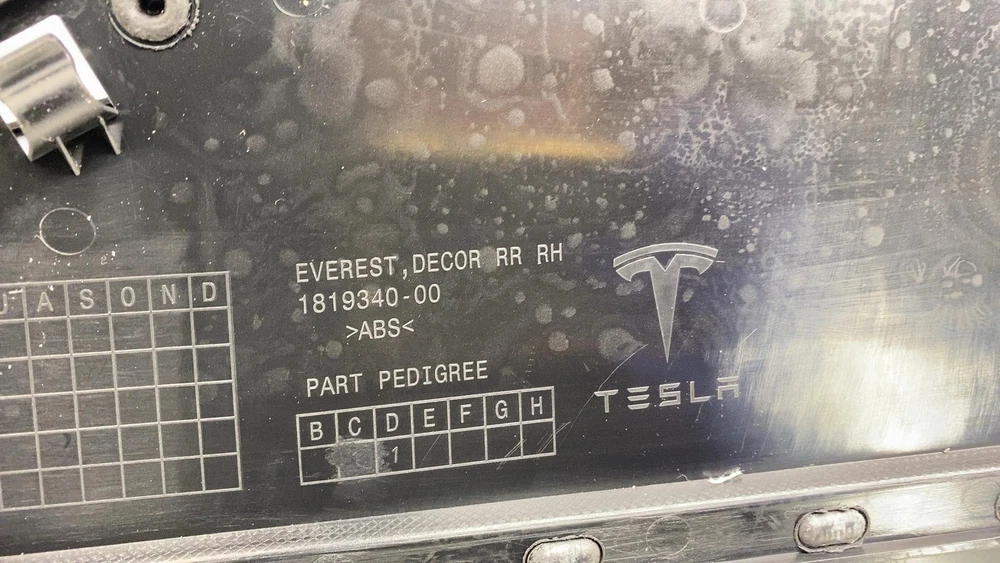 J A S O N D
EVEREST,DECOR RR RH
1819340-00
>ABS<
PART PEDIGREE
B C D E F G H
1
TESLA